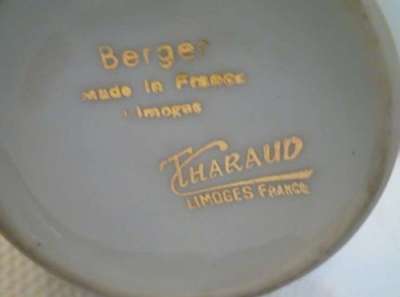 Berger
made in France
Limoges
THARAUD
LIMOGES FRANCE